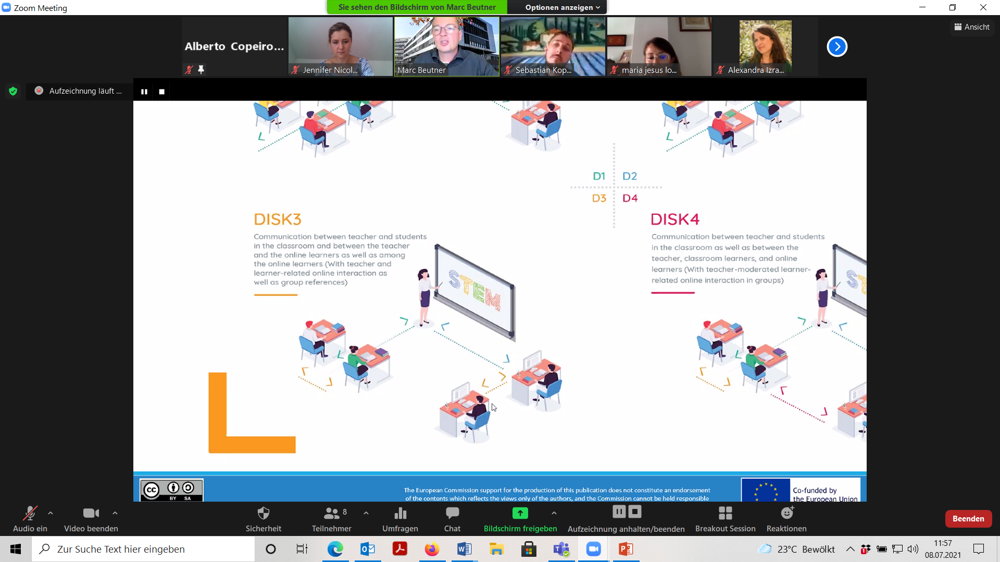 Zoom Meeting
Sie sehen den Bildschirm von Marc Beutner
Optionen anzeigen
Ansicht
Alberto Copeiro...
Jennifer Nicol...
Marc Beutner
Sebastian Kop...
maria jesus lo...
Alexandra Izra...
Aufzeichnung läuft ...
D1
D2
D3
D4
DISK3
Communication between teacher and students
in the classroom and between the teacher
and the online learners as well as among
the online learners (With teacher and
learner-related online interaction as
well as group references)
STEM
DISK4
Communication between teacher and students
in the classroom as well as between the
teacher, classroom learners, and online
learners (With teacher-moderated learner-
related online interaction in groups)
ST
cc
BY SA
The European Commission support for the production of this publication does not constitute an endorsement
of the contents which reflects the views only of the authors, and the Commission cannot be held responsible
Co-funded by
the European Union
Audio ein
Video beenden
Sicherheit
8
Teilnehmer
Umfragen
Chat
Bildschirm freigeben
Aufzeichnung anhalten/beenden
Breakout Session
Reaktionen
Beenden
Zur Suche Text hier eingeben
23°C Bewölkt
1
11:57
08.07.2021